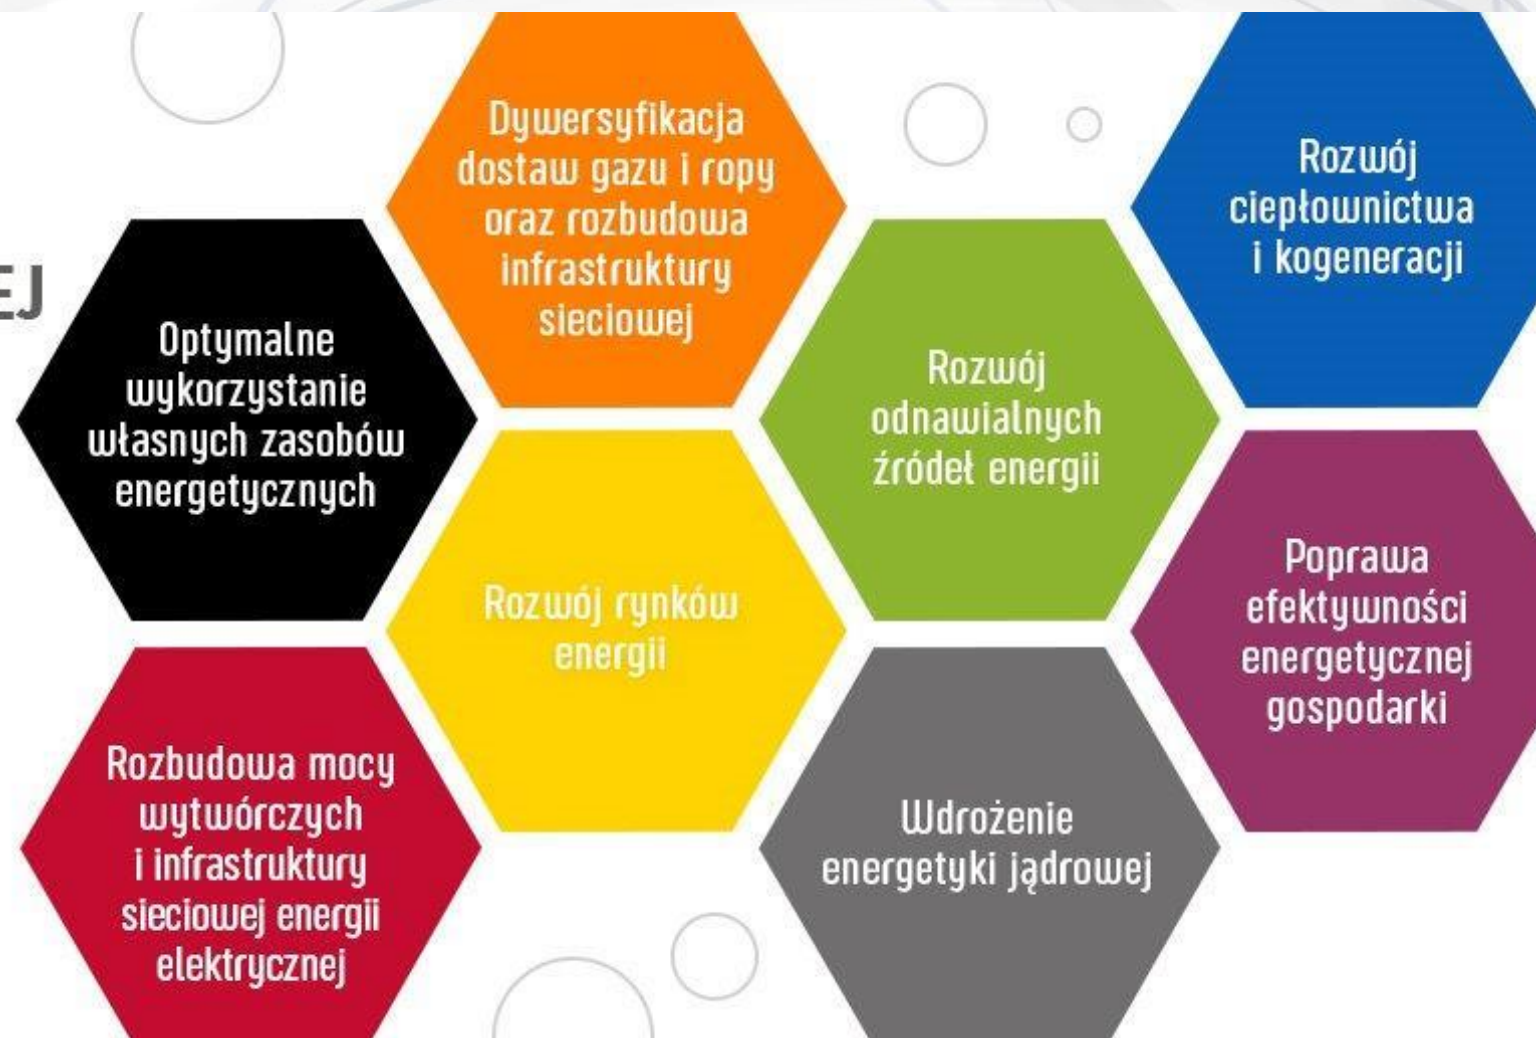 EJ
Optymalne
wykorzystanie
własnych zasobów
energetycznych
Rozbudowa mocy
wytwórczych
i infrastruktury
sieciowej energii
elektrycznej
Dywersyfikacja
dostaw gazu i ropy
oraz rozbudowa
infrastruktury
sieciowej
Rozwój rynków
energii
Rozwój
odnawialnych
źródeł energii
Wdrożenie
energetyki jądrowej
Rozwój
ciepłownictwa
i kogeneracji
Poprawa
efektywności
energetycznej
gospodarki